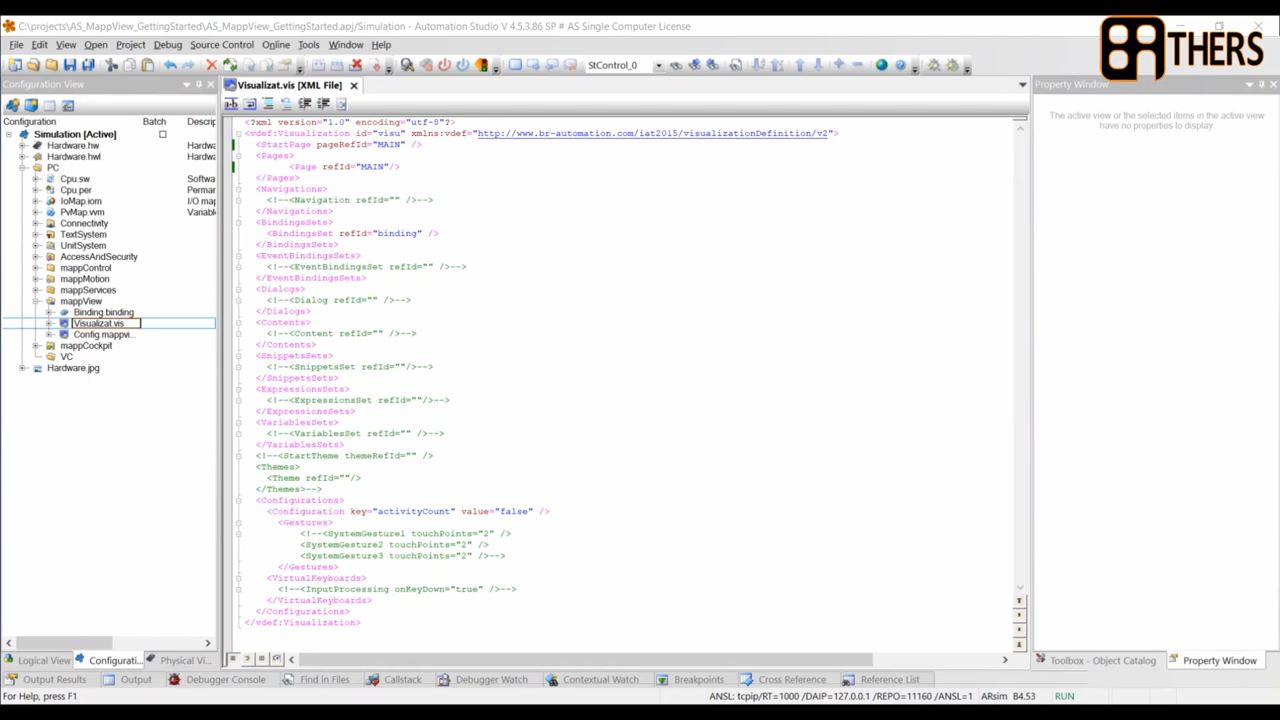 C:\projects\AS_MappView_GettingStarted\AS_MappView_GettingStarted.apj/Simulation - Automation Studio V 4.5.3.86 SP # AS Single Computer License
File Edit View Open Project Debug Source Control Online Tools Window Help
THERS
StControl_0
Configuration View
Visualizat.vis [XML File]
Property Window
Configuration Batch Descrip
Simulation [Active]
Hardware.hw Hardwa
Hardware.hwl Hardwa
PC
Cpu.sw Softwa
Cpu.per Perman
IoMap.iom I/O map
PvMap.vvm Variabl
Connectivity
TextSystem
UnitSystem
AccessAndSecurity
mappControl
mappMotion
mappServices
mappView
Binding.binding
Visualizat.vis
Config.mappvi...
mappCockpit
VC
Hardware.jpg
<?xml version="1.0" encoding="utf-8"?>
<vdef:Visualization id="visu" xmlns:vdef="http://www.br-automation.com/iat2015/visualizationDefinition/v2">
<StartPage pageRefId="MAIN" />
<Pages>
<Page refId="MAIN"/>
</Pages>
<Navigations>
<!--<Navigation refId="" />-->
</Navigations>
<BindingsSets>
<BindingsSet refId="binding" />
</BindingsSets>
<EventBindingsSets>
<!--<EventBindingsSet refId="" />-->
</EventBindingsSets>
<Dialogs>
<!--<Dialog refId="" />-->
</Dialogs>
<Contents>
<!--<Content refId="" />-->
</Contents>
<SnippetsSets>
<!--<SnippetsSet refId=""/>-->
</SnippetsSets>
<ExpressionsSets>
<!--<ExpressionsSet refId=""/>-->
</ExpressionsSets>
<VariablesSets>
<!--<VariablesSet refId="" />-->
</VariablesSets>
<!--<StartTheme themeRefId="" />
<Themes>
<Theme refId=""/>
</Themes>-->
<Configurations>
<Configuration key="activityCount" value="false" />
<Gestures>
<!--<SystemGesture1 touchPoints="2" />
<SystemGesture2 touchPoints="2" />
<SystemGesture3 touchPoints="2" />-->
</Gestures>
<VirtualKeyboards>
<!--<InputProcessing onKeyDown="true" />-->
</VirtualKeyboards>
</Configurations>
</vdef:Visualization>
The active view or the selected items in the active view
have no properties to display
Logical View Configurati... Physical Vi...
Toolbox - Object Catalog Property Window
Output Results Output Debugger Console Find in Files Callstack Debugger Watch Contextual Watch Breakpoints Cross Reference Reference List
For Help, press F1 ANSL: tcpip/RT=1000 /DAIP=127.0.0.1 /REPO=11160 /ANSL=1 ARsim B4.53 RUN